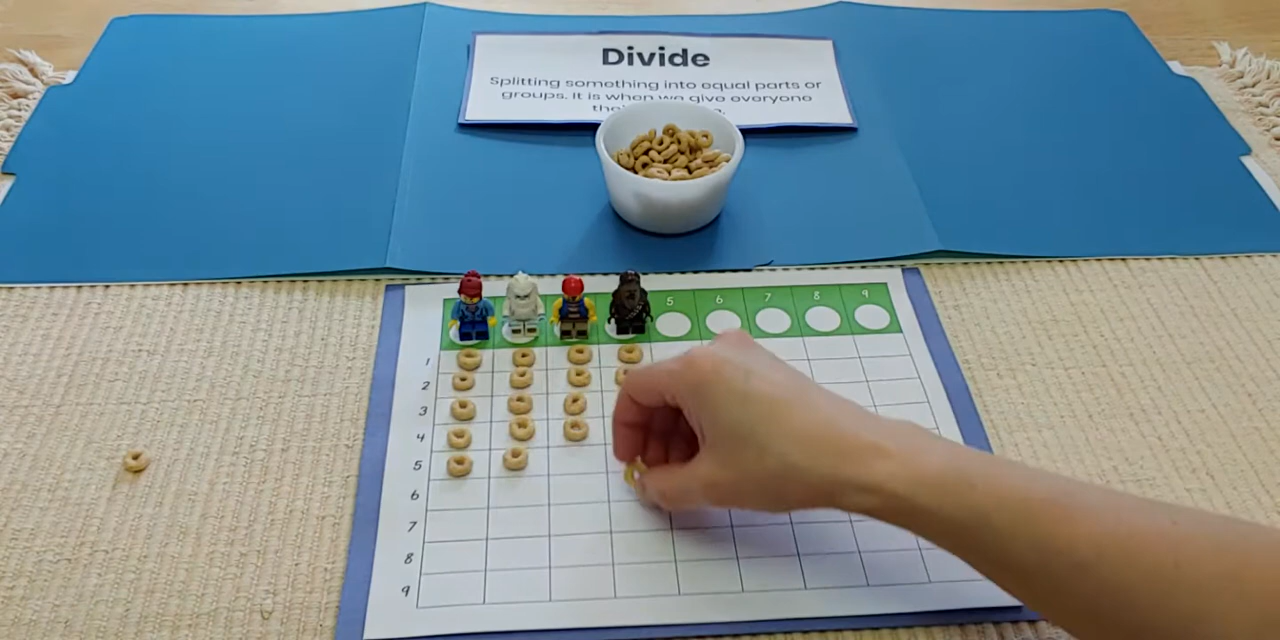 Divide
Splitting something into equal parts or
groups. It is when we give everyone
5 6 7 8 9
1
2
3
4
5
6
7
8
9